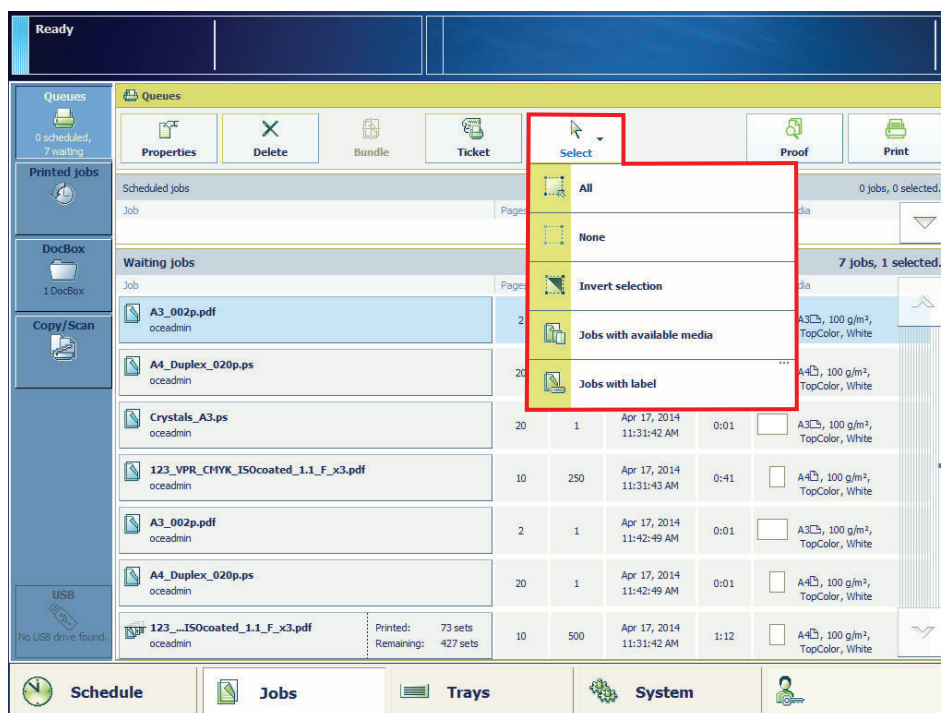 Ready
Queues
0 scheduled,
7 waiting
Printed jobs
DocBox
1 DocBox
Copy/Scan
USB
No USB drive found.
Queues
Properties
Delete
Bundle
Ticket
Select
Proof
Print
All
None
Invert selection
Jobs with available media
...
Jobs with label
Scheduled jobs
0 jobs, 0 selected.
Job
Pages
dia
Waiting jobs
7 jobs, 1 selected.
Job
Pages
dia
A3_002p.pdf
oceadmin
2
A3, 100 g/m²,
TopColor, White
A4_Duplex_020p.ps
oceadmin
20
A4, 100 g/m²,
TopColor, White
Crystals_A3.ps
oceadmin
20
1
Apr 17, 2014
11:31:42 AM
0:01
A3, 100 g/m²,
TopColor, White
123_VPR_CMYK_ISOcoated_1.1_F_x3.pdf
oceadmin
10
250
Apr 17, 2014
11:31:43 AM
0:41
A4, 100 g/m²,
TopColor, White
A3_002p.pdf
oceadmin
2
1
Apr 17, 2014
11:42:49 AM
0:01
A3, 100 g/m²,
TopColor, White
A4_Duplex_020p.ps
oceadmin
20
1
Apr 17, 2014
11:42:49 AM
0:01
A4, 100 g/m²,
TopColor, White
123_...ISOcoated_1.1_F_x3.pdf
oceadmin
Printed: 73 sets
Remaining: 427 sets
10
500
Apr 17, 2014
11:31:42 AM
1:12
A4, 100 g/m²,
TopColor, White
Schedule
Jobs
Trays
System